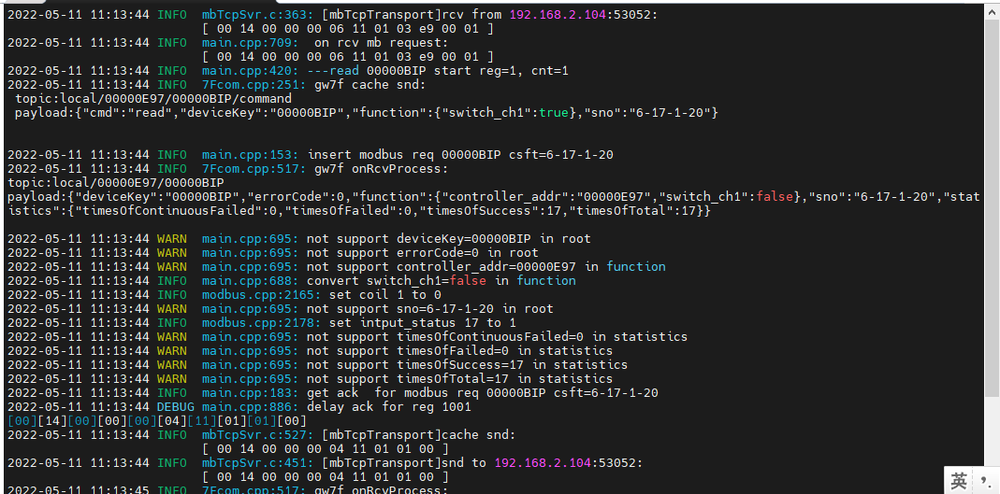 2022-05-11 11:13:44 INFO  mbTcpSvr.c:363: [mbTcpTransport]rcv from 192.168.2.104:53052:
[ 00 14 00 00 00 06 11 01 03 e9 00 01 ]
2022-05-11 11:13:44 INFO  main.cpp:709:  on rcv mb request:
[ 00 14 00 00 00 06 11 01 03 e9 00 01 ]
2022-05-11 11:13:44 INFO  main.cpp:420: ---read 00000BIP start reg=1, cnt=1
2022-05-11 11:13:44 INFO  7Fcom.cpp:251: gw7f cache snd:
topic:local/00000E97/00000BIP/command
payload:{"cmd":"read","deviceKey":"00000BIP","function":{"switch_ch1":true},"sno":"6-17-1-20"}
2022-05-11 11:13:44 INFO  main.cpp:153: insert modbus req 00000BIP csft=6-17-1-20
2022-05-11 11:13:44 INFO  7Fcom.cpp:517: gw7f onRcvProcess:
topic:local/00000E97/00000BIP
payload:{"deviceKey":"00000BIP","errorCode":0,"function":{"controller_addr":"00000E97","switch_ch1":false},"sno":"6-17-1-20","stat
istics":{"timesOfContinuousFailed":0,"timesOfFailed":0,"timesOfSuccess":17,"timesOfTotal":17}}
2022-05-11 11:13:44 WARN  main.cpp:695: not support deviceKey=00000BIP in root
2022-05-11 11:13:44 WARN  main.cpp:695: not support errorCode=0 in root
2022-05-11 11:13:44 WARN  main.cpp:695: not support controller_addr=00000E97 in function
2022-05-11 11:13:44 INFO  main.cpp:688: convert switch_ch1=false in function
2022-05-11 11:13:44 INFO  modbus.cpp:2165: set coil 1 to 0
2022-05-11 11:13:44 WARN  main.cpp:695: not support sno=6-17-1-20 in root
2022-05-11 11:13:44 INFO  modbus.cpp:2178: set intput_status 17 to 1
2022-05-11 11:13:44 WARN  main.cpp:695: not support timesOfContinuousFailed=0 in statistics
2022-05-11 11:13:44 WARN  main.cpp:695: not support timesOfFailed=0 in statistics
2022-05-11 11:13:44 WARN  main.cpp:695: not support timesOfSuccess=17 in statistics
2022-05-11 11:13:44 WARN  main.cpp:695: not support timesOfTotal=17 in statistics
2022-05-11 11:13:44 INFO  main.cpp:183: get ack  for modbus req 00000BIP csft=6-17-1-20
2022-05-11 11:13:44 DEBUG main.cpp:886: delay ack for reg 1001
[00][14][00][00][00][04][11][01][01][00]
2022-05-11 11:13:44 INFO  mbTcpSvr.c:527: [mbTcpTransport]cache snd:
[ 00 14 00 00 00 04 11 01 01 00 ]
2022-05-11 11:13:44 INFO  mbTcpSvr.c:451: [mbTcpTransport]snd to 192.168.2.104:53052:
[ 00 14 00 00 00 04 11 01 01 00 ]
2022-05-11 11:13:45 INFO  7Fcom.cpp:517: gw7f onRcvProcess:
英